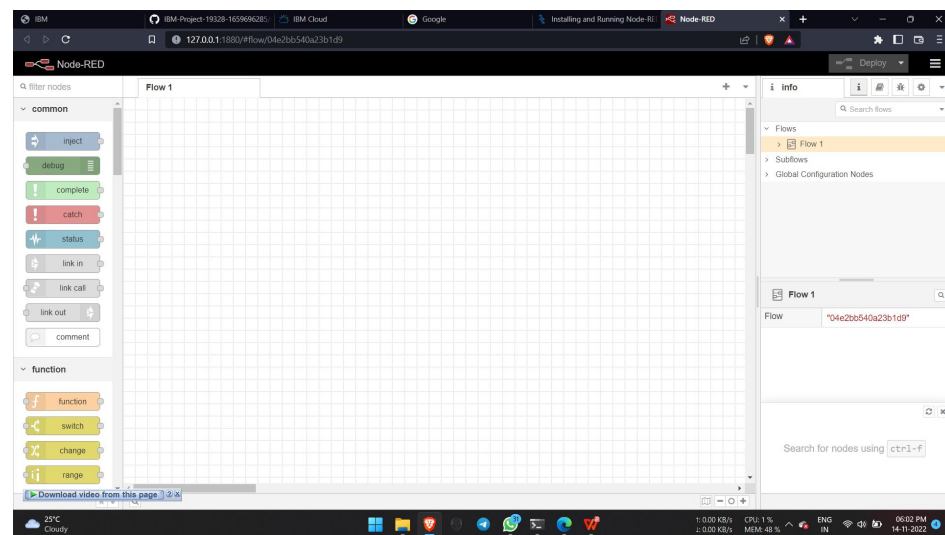 IBM
IBM-Project-19328-1659696285/
IBM Cloud
Google
Installing and Running Node-RE
Node-RED
127.0.0.1:1880/#flow/04e2bb540a23b1d9
Node-RED
Deploy
filter nodes
Flow 1
i info
i
Search flows
common
Flows
Flow 1
Subflows
Global Configuration Nodes
inject
debug
complete
catch
status
link in
link call
link out
comment
Flow 1
Flow "04e2bb540a23b1d9"
function
function
switch
change
range
Search for nodes using ctrl-f
Download video from this page
25°C
Cloudy
t: 0.00 KB/s CPU: 1 %
↓: 0.00 KB/s MEM: 48 %
ENG
IN
06:02 PM
14-11-2022